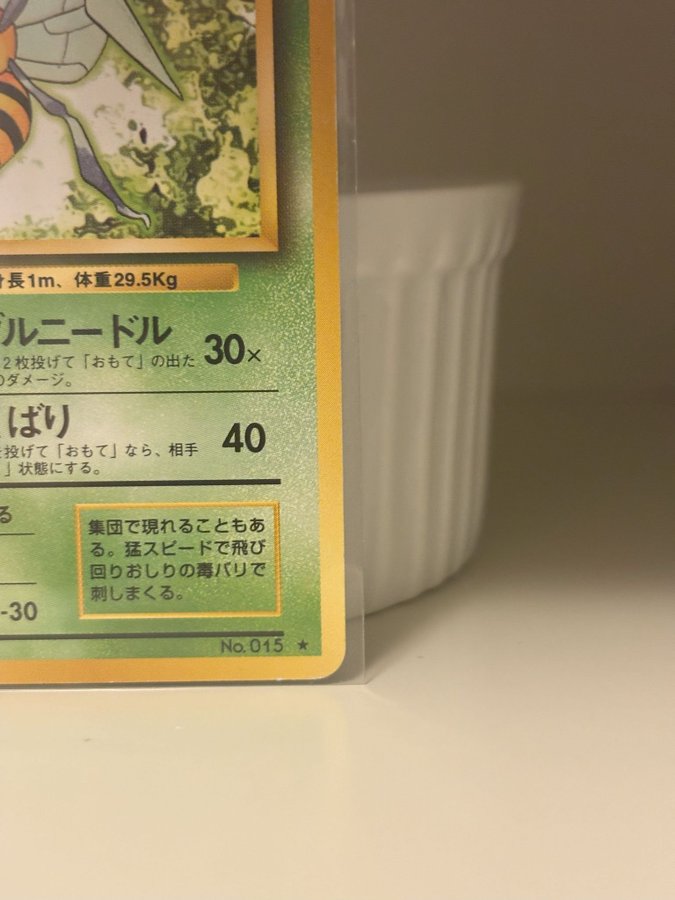 長1m、体重29.5Kg
ルニードル 30×
2枚投げて「おもて」の出た
のダメージ。
ばり 40
を投げて「おもて」なら、相手
」状態にする。
る
集団で現れることもあ
る。猛スピードで飛び
回りおしりの毒バリで
刺しまくる。
-30
No.015 ★